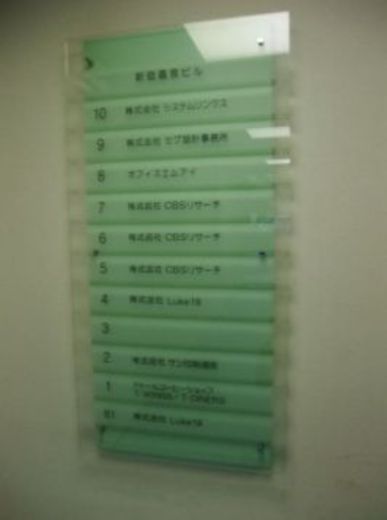 新宿嘉泉ビル
10 株式会社 システムリンクス
9 株式会社 セブ設計事務所
8 オフィスエムアイ
7 株式会社 CBSリサーチ
6 株式会社 CBSリサーチ
5 株式会社 CBSリサーチ
4 株式会社 Luke19
3
2 株式会社
1
B1 株式会社 Luke19